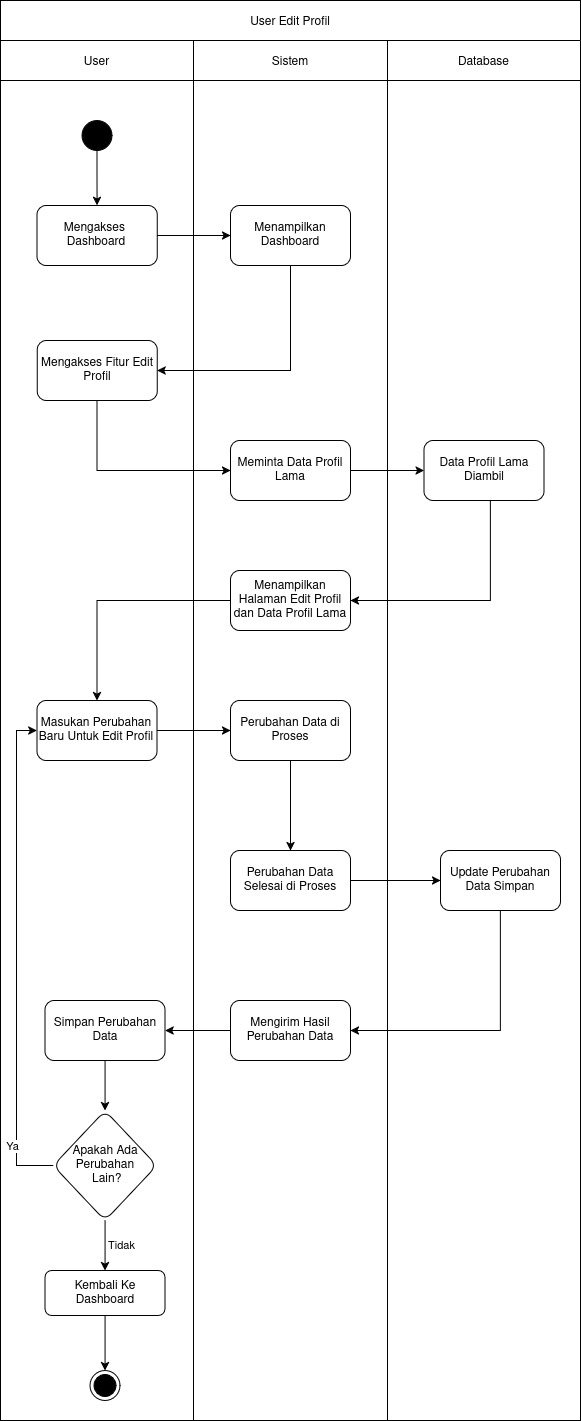 User Edit Profil
User
Sistem
Database
Mengakses
Dashboard
Menampilkan
Dashboard
Mengakses Fitur Edit
Profil
Meminta Data Profil
Lama
Data Profil Lama
Diambil
Menampilkan
Halaman Edit Profil
dan Data Profil Lama
Masukan Perubahan
Baru Untuk Edit Profil
Perubahan Data di
Proses
Perubahan Data
Selesai di Proses
Update Perubahan
Data Simpan
Mengirim Hasil
Perubahan Data
Simpan Perubahan
Data
Apakah Ada
Perubahan
Lain?
Ya
Tidak
Kembali Ke
Dashboard